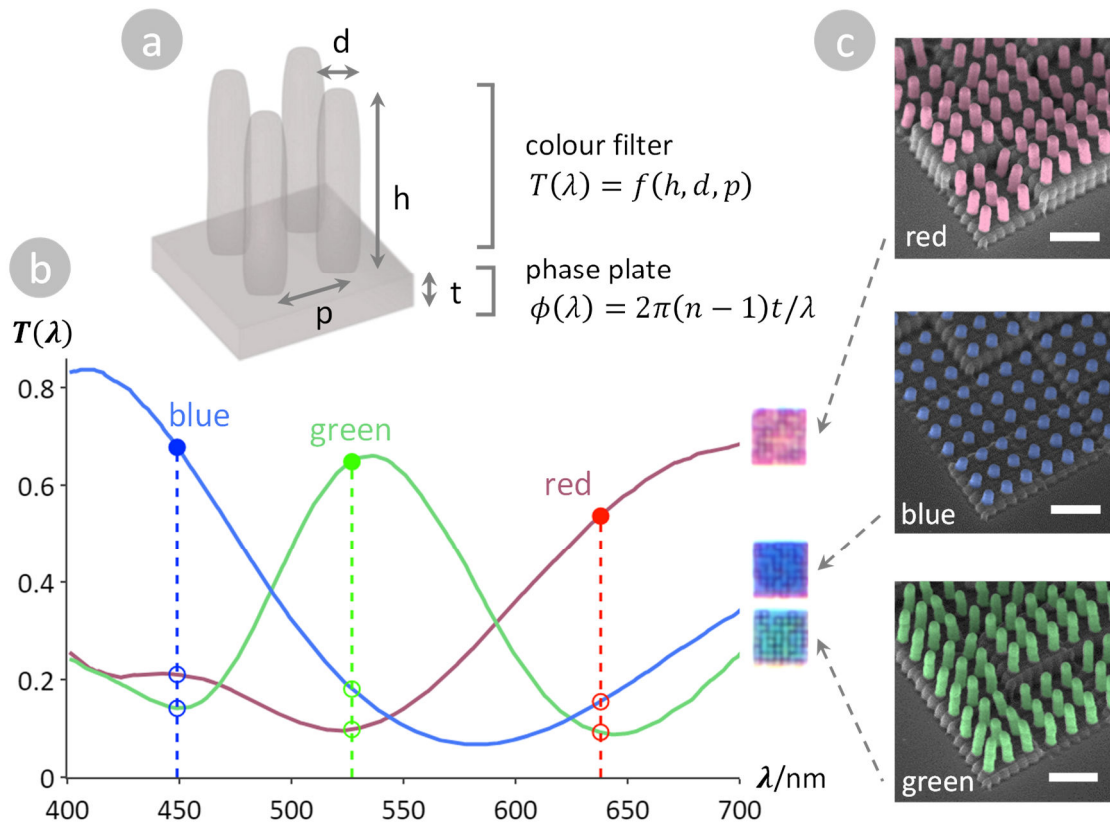 a
d
h
p
t
colour filter
T(λ) = f(h, d, p)
phase plate
ϕ(λ) = 2π(n − 1)t/λ
b
T(λ)
0.8
0.6
0.4
0.2
0
blue
green
red
400
450
500
550
600
650
700
λ/nm
c
red
blue
green